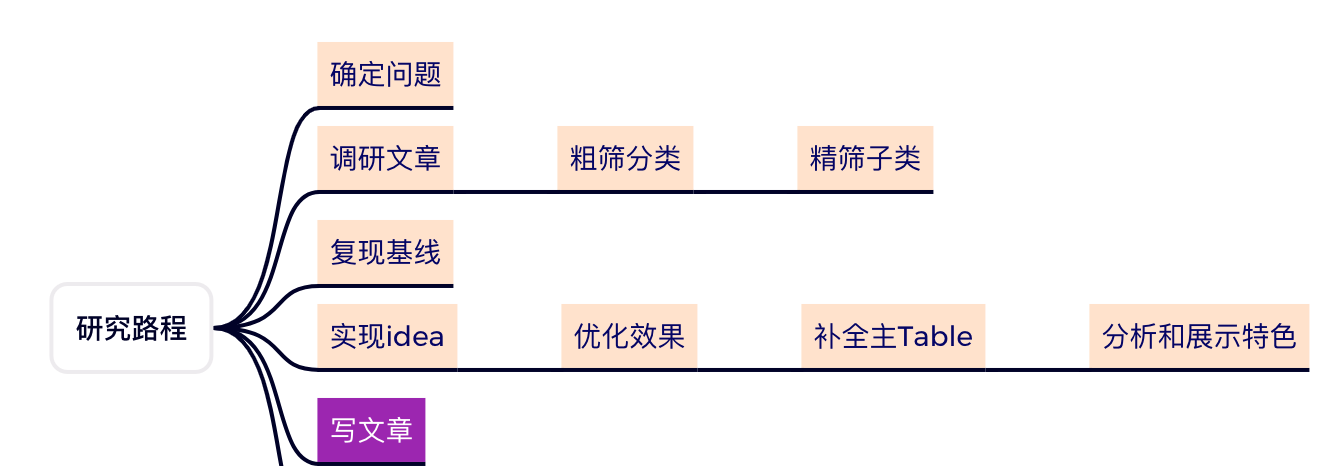 确定问题
调研文章
粗筛分类
精筛子类
复现基线
研究路程
实现idea
优化效果
补全主Table
分析和展示特色
写文章